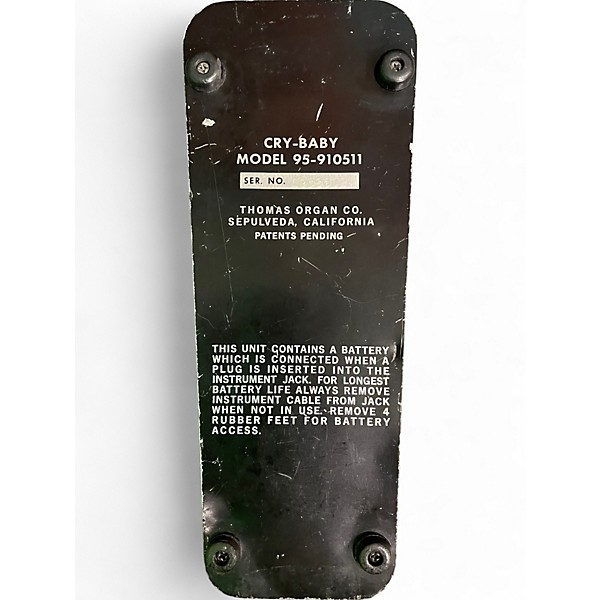 CRY-BABY
MODEL 95-910511
SER. NO.
THOMAS ORGAN CO.
SEPULVEDA, CALIFORNIA
PATENTS PENDING
THIS UNIT CONTAINS A BATTERY
WHICH IS CONNECTED WHEN A
PLUG IS INSERTED INTO THE
INSTRUMENT JACK. FOR LONGEST
BATTERY LIFE ALWAYS REMOVE
INSTRUMENT CABLE FROM JACK
WHEN NOT IN USE. REMOVE 4
RUBBER FEET FOR BATTERY
ACCESS.